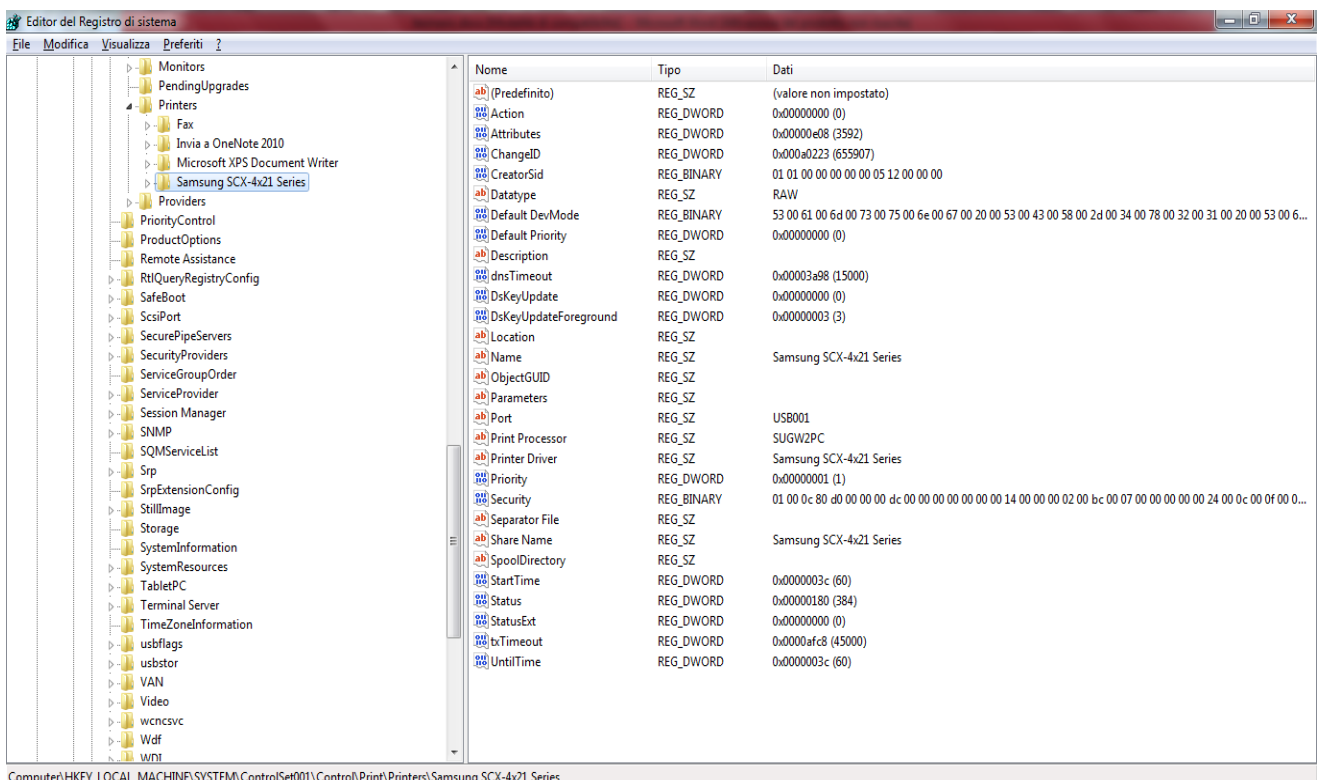 Editor del Registro di sistema
File Modifica Visualizza Preferiti ?
Monitors
PendingUpgrades
Printers
Fax
Invia a OneNote 2010
Microsoft XPS Document Writer
Samsung SCX-4x21 Series
Providers
PriorityControl
ProductOptions
Remote Assistance
RtlQueryRegistryConfig
SafeBoot
ScsiPort
SecurePipeServers
SecurityProviders
ServiceGroupOrder
ServiceProvider
Session Manager
SNMP
SQMServiceList
Srp
SrpExtensionConfig
StillImage
Storage
SystemInformation
SystemResources
TabletPC
Terminal Server
TimeZoneInformation
usbflags
usbstor
VAN
Video
wcncsvc
Wdf
WDI
Nome Tipo Dati
(Predefinito) REG_SZ (valore non impostato)
Action REG_DWORD 0x00000000 (0)
Attributes REG_DWORD 0x00000e08 (3592)
ChangeID REG_DWORD 0x000a0223 (655907)
CreatorSid REG_BINARY 01 01 00 00 00 00 00 05 12 00 00 00
Datatype REG_SZ RAW
Default DevMode REG_BINARY 53 00 61 00 6d 00 73 00 75 00 6e 00 67 00 20 00 53 00 43 00 58 00 2d 00 34 00 78 00 32 00 31 00 20 00 53 00 6...
Default Priority REG_DWORD 0x00000000 (0)
Description REG_SZ
dnsTimeout REG_DWORD 0x00003a98 (15000)
DsKeyUpdate REG_DWORD 0x00000000 (0)
DsKeyUpdateForeground REG_DWORD 0x00000003 (3)
Location REG_SZ
Name REG_SZ Samsung SCX-4x21 Series
ObjectGUID REG_SZ
Parameters REG_SZ
Port REG_SZ USB001
Print Processor REG_SZ SUGW2PC
Printer Driver REG_SZ Samsung SCX-4x21 Series
Priority REG_DWORD 0x00000001 (1)
Security REG_BINARY 01 00 0c 80 d0 00 00 00 dc 00 00 00 00 00 00 00 14 00 00 00 02 00 bc 00 07 00 00 00 00 00 24 00 0c 00 0f 00 0...
Separator File REG_SZ
Share Name REG_SZ Samsung SCX-4x21 Series
SpoolDirectory REG_SZ
StartTime REG_DWORD 0x0000003c (60)
Status REG_DWORD 0x00000180 (384)
StatusExt REG_DWORD 0x00000000 (0)
txTimeout REG_DWORD 0x0000afc8 (45000)
UntilTime REG_DWORD 0x0000003c (60)
Computer\HKEY_LOCAL_MACHINE\SYSTEM\ControlSet001\Control\Print\Printers\Samsung SCX-4x21 Series